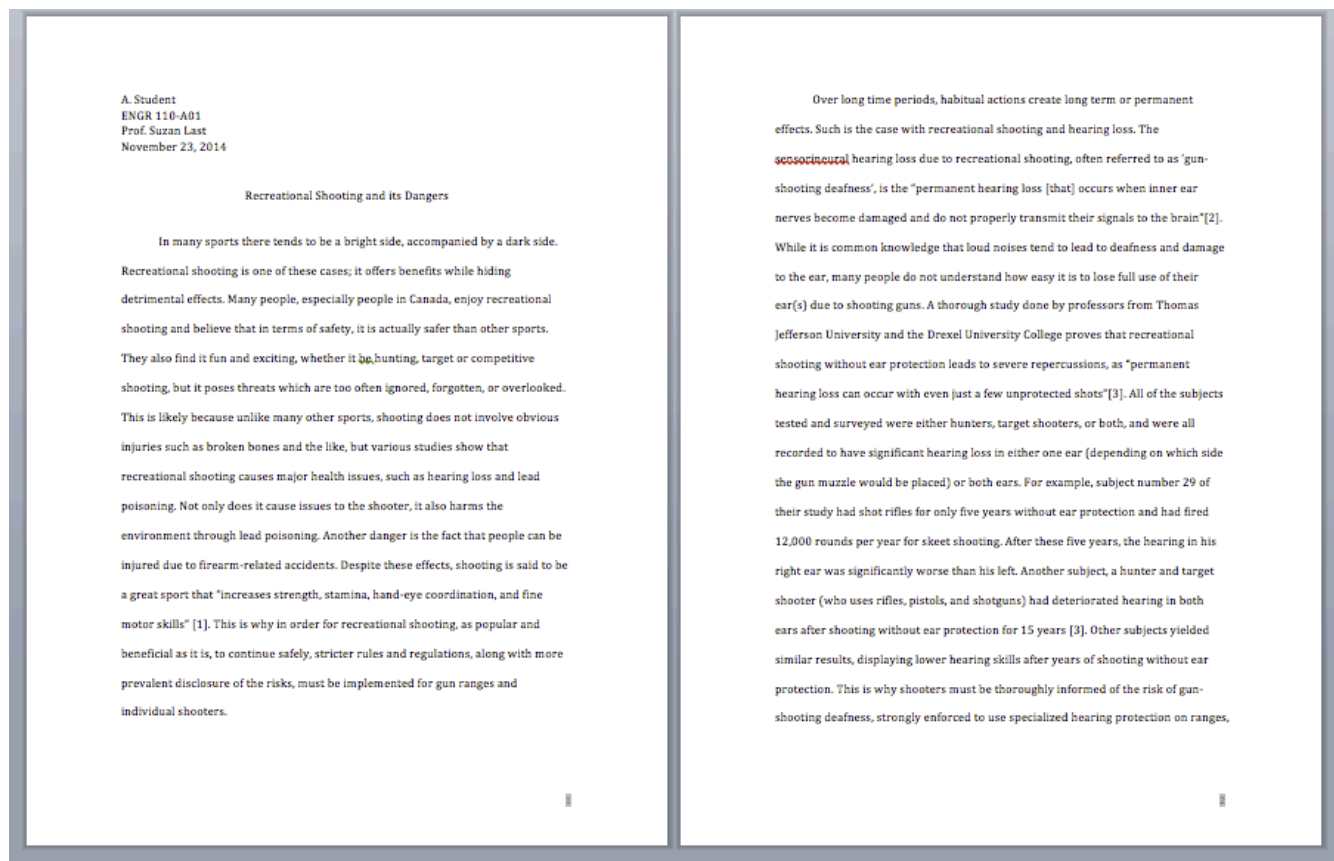 A. Student
ENGR 110-A01
Prof. Suzan Last
November 23, 2014
Recreational Shooting and its Dangers
In many sports there tends to be a bright side, accompanied by a dark side.
Recreational shooting is one of these cases; it offers benefits while hiding
detrimental effects. Many people, especially people in Canada, enjoy recreational
shooting and believe that in terms of safety, it is actually safer than other sports.
They also find it fun and exciting, whether it be hunting, target or competitive
shooting, but it poses threats which are too often ignored, forgotten, or overlooked.
This is likely because unlike many other sports, shooting does not involve obvious
injuries such as broken bones and the like, but various studies show that
recreational shooting causes major health issues, such as hearing loss and lead
poisoning. Not only does it cause issues to the shooter, it also harms the
environment through lead poisoning. Another danger is the fact that people can be
injured due to firearm-related accidents. Despite these effects, shooting is said to be
a great sport that "increases strength, stamina, hand-eye coordination, and fine
motor skills" [1]. This is why in order for recreational shooting, as popular and
beneficial as it is, to continue safely, stricter rules and regulations, along with more
prevalent disclosure of the risks, must be implemented for gun ranges and
individual shooters.
1
Over long time periods, habitual actions create long term or permanent
effects. Such is the case with recreational shooting and hearing loss. The
sensorineural hearing loss due to recreational shooting, often referred to as 'gun-
shooting deafness', is the "permanent hearing loss [that] occurs when inner ear
nerves become damaged and do not properly transmit their signals to the brain"[2].
While it is common knowledge that loud noises tend to lead to deafness and damage
to the ear, many people do not understand how easy it is to lose full use of their
ear(s) due to shooting guns. A thorough study done by professors from Thomas
Jefferson University and the Drexel University College proves that recreational
shooting without ear protection leads to severe repercussions, as "permanent
hearing loss can occur with even just a few unprotected shots"[3]. All of the subjects
tested and surveyed were either hunters, target shooters, or both, and were all
recorded to have significant hearing loss in either one ear (depending on which side
the gun muzzle would be placed) or both ears. For example, subject number 29 of
their study had shot rifles for only five years without ear protection and had fired
12,000 rounds per year for skeet shooting. After these five years, the hearing in his
right ear was significantly worse than his left. Another subject, a hunter and target
shooter (who uses rifles, pistols, and shotguns) had deteriorated hearing in both
ears after shooting without ear protection for 15 years [3]. Other subjects yielded
similar results, displaying lower hearing skills after years of shooting without ear
protection. This is why shooters must be thoroughly informed of the risk of gun-
shooting deafness, strongly enforced to use specialized hearing protection on ranges,
2